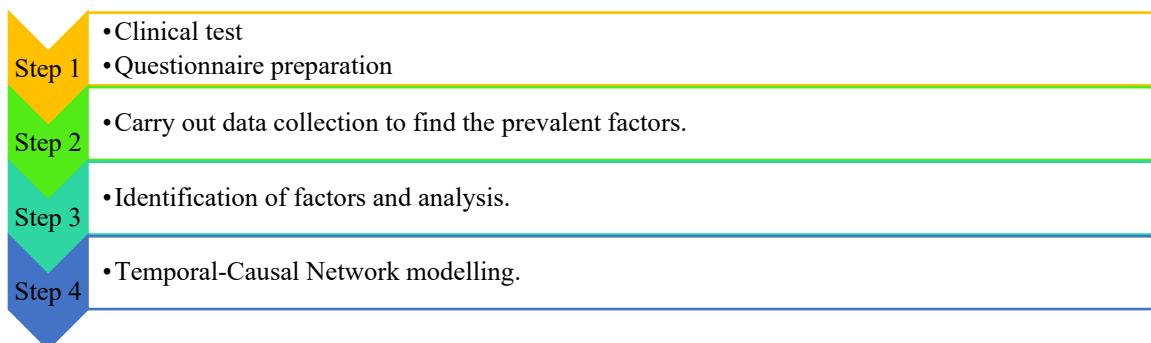 Step 1
•Clinical test
•Questionnaire preparation
Step 2
•Carry out data collection to find the prevalent factors.
Step 3
•Identification of factors and analysis.
Step 4
•Temporal-Causal Network modelling.